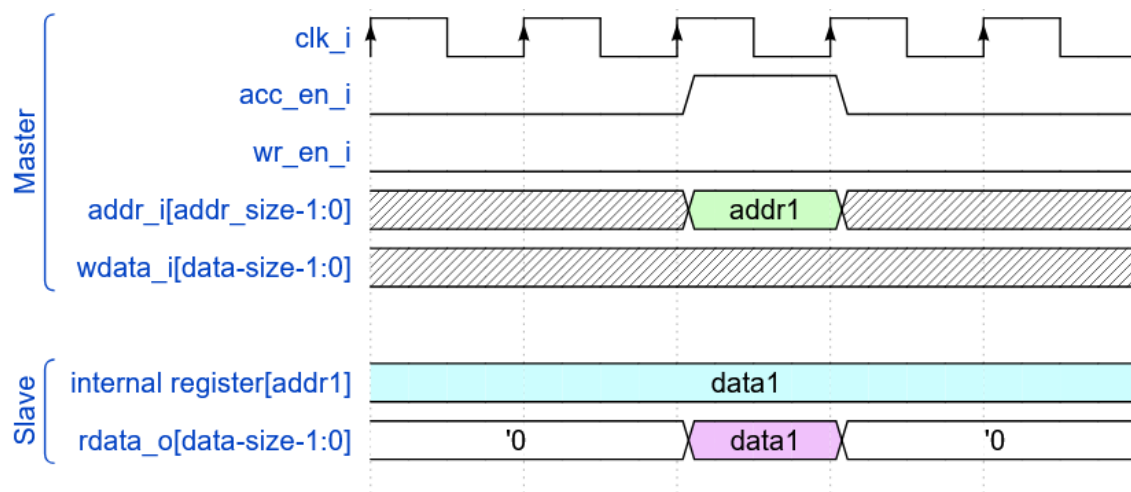 Master
clk_i
acc_en_i
wr_en_i
addr_i[addr_size-1:0] addr1
wdata_i[data-size-1:0]
Slave
internal register[addr1] data1
rdata_o[data-size-1:0] '0 data1 '0